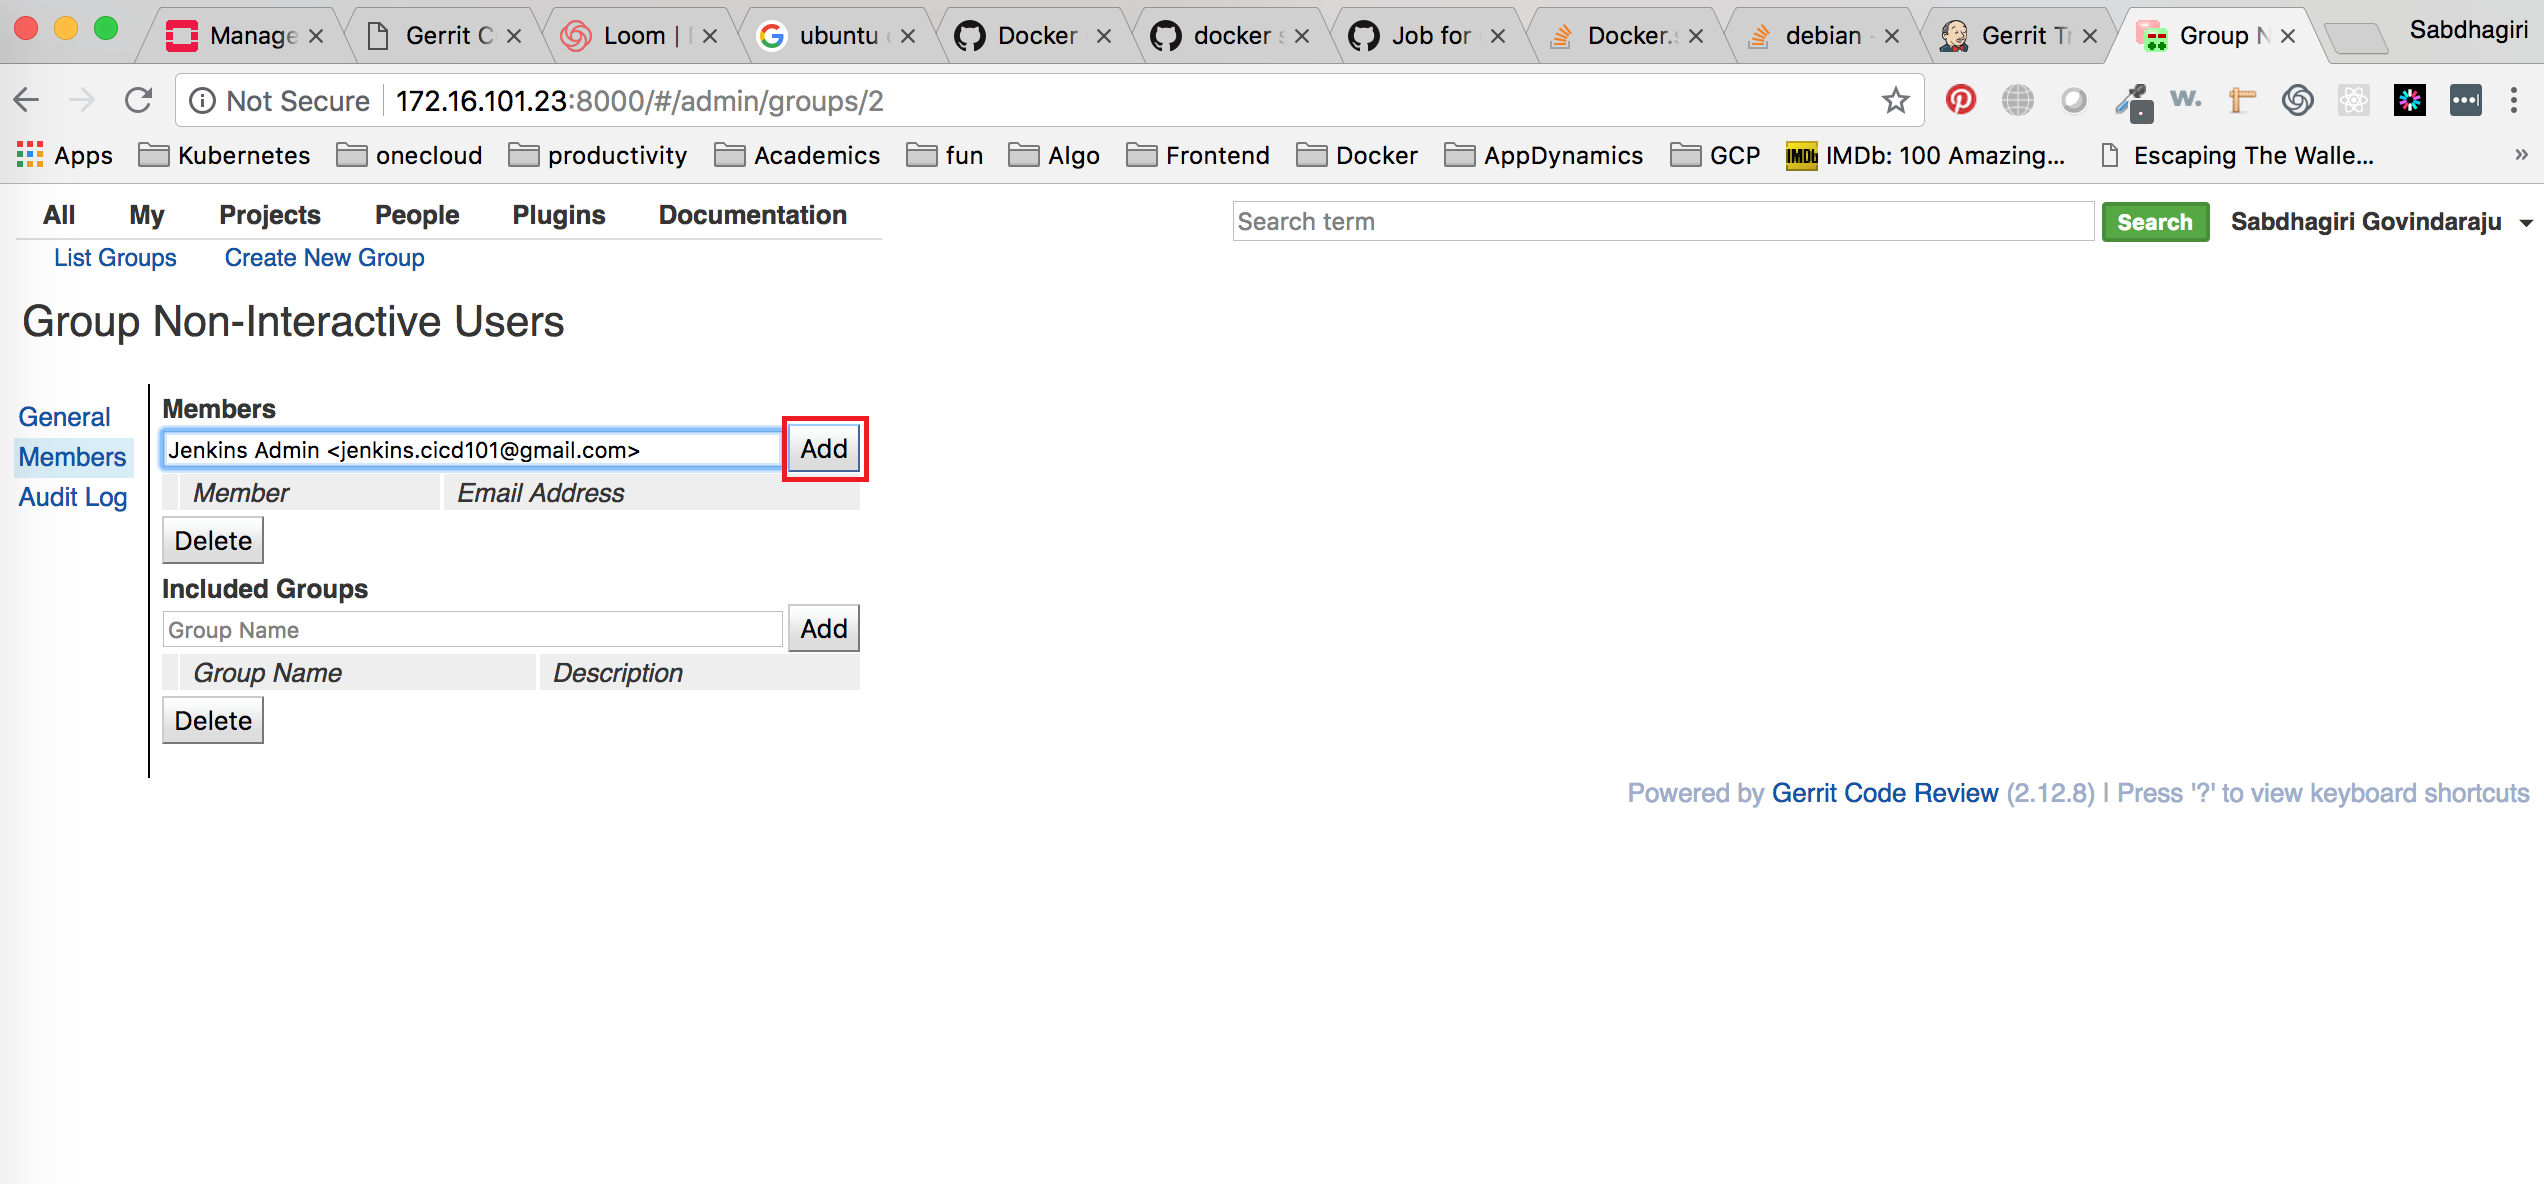 Manage
Gerrit C
Loom |
ubuntu
Docker
docker s
Job for
Docker.s
debian -
Gerrit Tr
Group N
Sabdhagiri
Not Secure
172.16.101.23:8000/#/admin/groups/2
w.
Apps
Kubernetes
onecloud
productivity
Academics
fun
Algo
Frontend
Docker
AppDynamics
GCP
IMDb
IMDb: 100 Amazing...
Escaping The Walle...
»
All
My
Projects
People
Plugins
Documentation
Search term
Search
Sabdhagiri Govindaraju
List Groups
Create New Group
Group Non-Interactive Users
General
Members
Audit Log
Members
Jenkins Admin <jenkins.cicd101@gmail.com>
Add
Member
Email Address
Delete
Included Groups
Group Name
Add
Group Name
Description
Delete
Powered by Gerrit Code Review (2.12.8) | Press '?' to view keyboard shortcuts